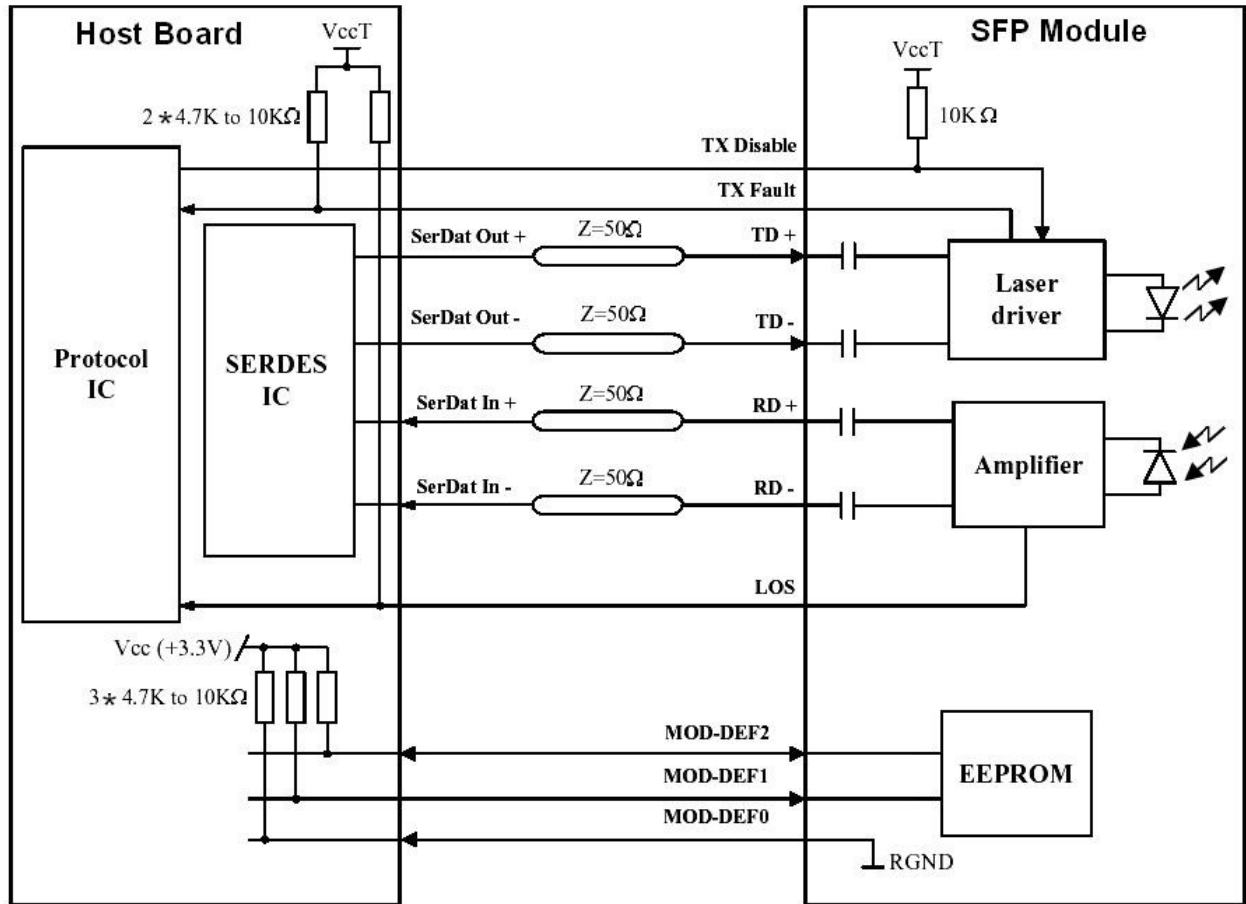 Host Board
SFP Module
VccT
VccT
2*4.7K to 10KΩ
10K Ω
TX Disable
TX Fault
SerDat Out +
Z=50Ω
TD +
SerDat Out -
Z=50Ω
TD -
Laser
driver
Protocol
IC
SERDES
IC
SerDat In +
Z=50Ω
RD +
SerDat In -
Z=50Ω
RD -
Amplifier
LOS
Vcc (+3.3V)
3*4.7K to 10KΩ
MOD-DEF2
MOD-DEF1
MOD-DEF0
EEPROM
RGND